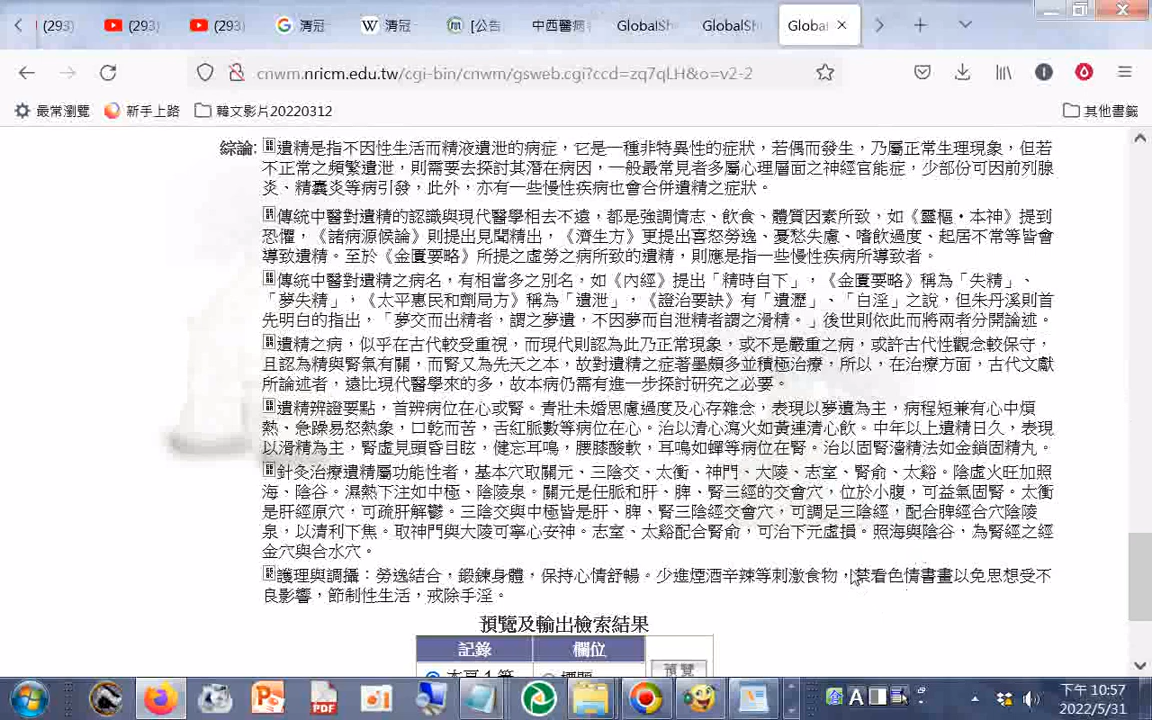 (293)
(293)
(293)
清冠
清冠
[公告
中西醫病
GlobalSh
GlobalSh
Global
cnwm.nricm.edu.tw/cgi-bin/cnwm/gsweb.cgi?ccd=zq7qLH&o=v2-2
最常瀏覽
新手上路
韓文影片20220312
其他書籤
綜論:
遺精是指不因性生活而精液遺泄的病症，它是一種非特異性的症狀，若偶而發生，乃屬正常生理現象，但若
不正常之頻繁遺泄，則需要去探討其潛在病因，一般最常見者多屬心理層面之神經官能症，少部份可因前列腺
炎、精囊炎等病引發，此外，亦有一些慢性疾病也會合併遺精之症狀。
傳統中醫對遺精的認識與現代醫學相去不遠，都是強調情志、飲食、體質因素所致，如《靈樞‧本神》提到
恐懼，《諸病源候論》則提出見聞精出，《濟生方》更提出喜怒勞逸、憂愁失慮、嗜飲過度、起居不常等皆會
導致遺精。至於《金匱要略》所提之虛勞之病所致的遺精，則應是指一些慢性疾病所導致者。
傳統中醫對遺精之病名，有相當多之別名，如《內經》提出「精時自下」，《金匱要略》稱為「失精」、
「夢失精」，《太平惠民和劑局方》稱為「遺泄」，《證治要訣》有「遺瀝」、「白淫」之說，但朱丹溪則首
先明白的指出，「夢交而出精者，謂之夢遺，不因夢而自泄精者謂之滑精。」後世則依此而將兩者分開論述。
遺精之病，似乎在古代較受重視，而現代則認為此乃正常現象，或不是嚴重之病，或許古代性觀念較保守，
且認為精與腎氣有關，而腎又為先天之本，故對遺精之症著墨頗多並積極治療，所以，在治療方面，古代文獻
所論述者，遠比現代醫學來的多，故本病仍需有進一步探討研究之必要。
遺精辨證要點，首辨病位在心或腎。青壯未婚思慮過度及心存雜念，表現以夢遺為主，病程短兼有心中煩
熱、急躁易怒熱象，口乾而苦，舌紅脈數等病位在心。治以清心瀉火如黃連清心飲。中年以上遺精日久，表現
以滑精為主，腎虛見頭昏目眩，健忘耳鳴，腰膝酸軟，耳鳴如蟬等病位在腎。治以固腎濇精法如金鎖固精丸。
針灸治療遺精屬功能性者，基本穴取關元、三陰交、太衝、神門、大陵、志室、腎俞、太谿。陰虛火旺加照
海、陰谷。濕熱下注如中極、陰陵泉。關元是任脈和肝、脾、腎三經的交會穴，位於小腹，可益氣固腎。太衝
是肝經原穴，可疏肝解鬱。三陰交與中極皆是肝、脾、腎三陰經交會穴，可調足三陰經，配合脾經合穴陰陵
泉，以清利下焦。取神門與大陵可寧心安神。志室、太谿配合腎俞，可治下元虛損。照海與陰谷，為腎經之經
金穴與合水穴。
護理與調攝：勞逸結合，鍛鍊身體，保持心情舒暢。少進煙酒辛辣等刺激食物，禁看色情書畫以免思想受不
良影響，節制性生活，戒除手淫。
預覽及輸出檢索結果
記錄
欄位
預覽
本頁 1 筆
標題
下午 10:57
2022/5/31